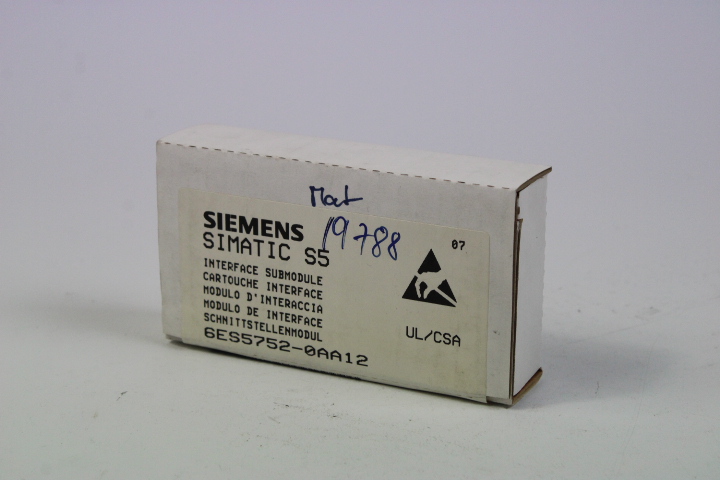 Mat
19788
SIEMENS
SIMATIC S5
07
INTERFACE SUBMODULE
CARTOUCHE INTERFACE
MODULO D'INTERACCIA
MODULO DE INTERFACE
SCHNITTSTELLENMODUL
6ES5752-0AA12
UL/CSA